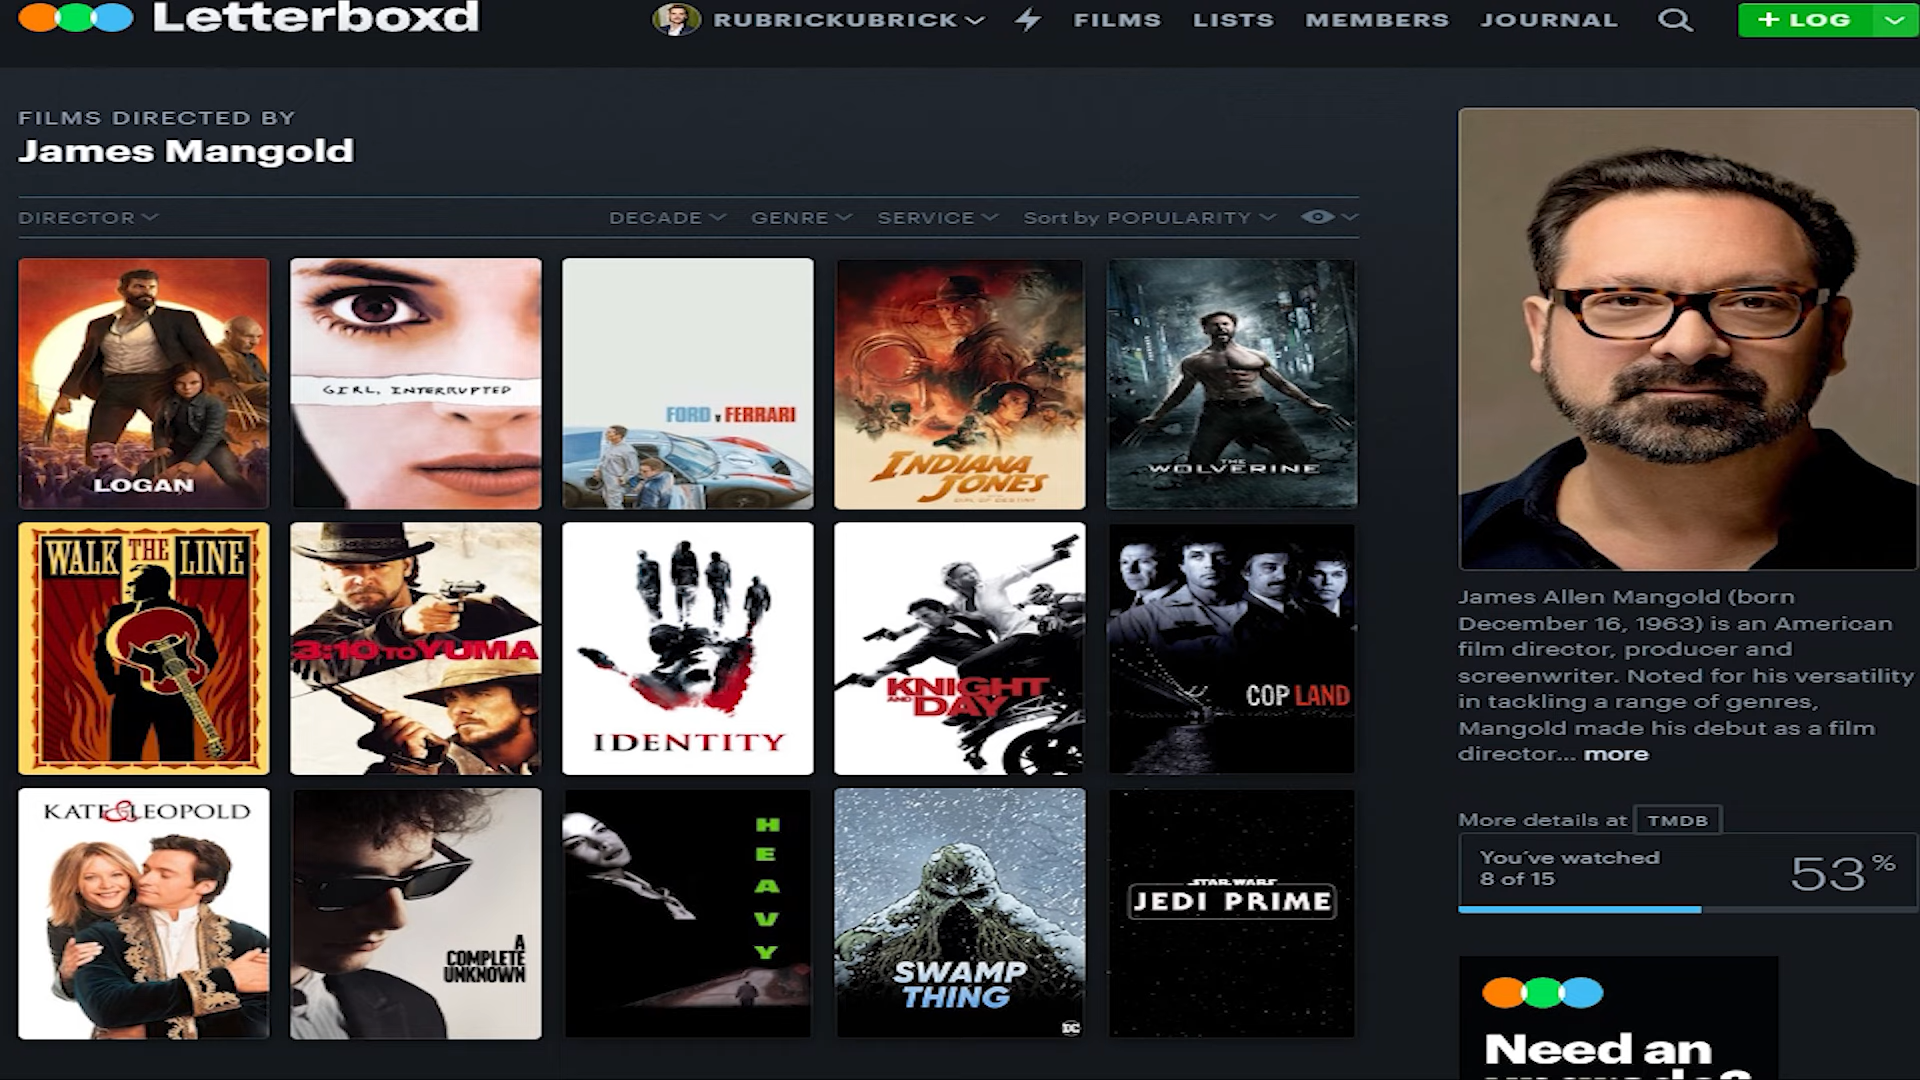 Letterboxd
RUBRICKUBRICK
FILMS
LISTS
MEMBERS
JOURNAL
+ LOG
FILMS DIRECTED BY
James Mangold
DIRECTOR
DECADE
GENRE
SERVICE
Sort by POPULARITY
LOGAN
GIRL, INTERRUPTED
FORD v FERRARI
INDIANA
JONES
DIAL OF DESTINY
THE
WOLVERINE
WALK THE LINE
3:10 TO YUMA
IDENTITY
KNIGHT
AND DAY
COP LAND
KATE & LEOPOLD
A
COMPLETE
UNKNOWN
HEAVY
SWAMP
THING
DC
STAR WARS
JEDI PRIME
James Allen Mangold (born
December 16, 1963) is an American
film director, producer and
screenwriter. Noted for his versatility
in tackling a range of genres,
Mangold made his debut as a film
director... more
More details at TMDB
You've watched
8 of 15
53%
Need an